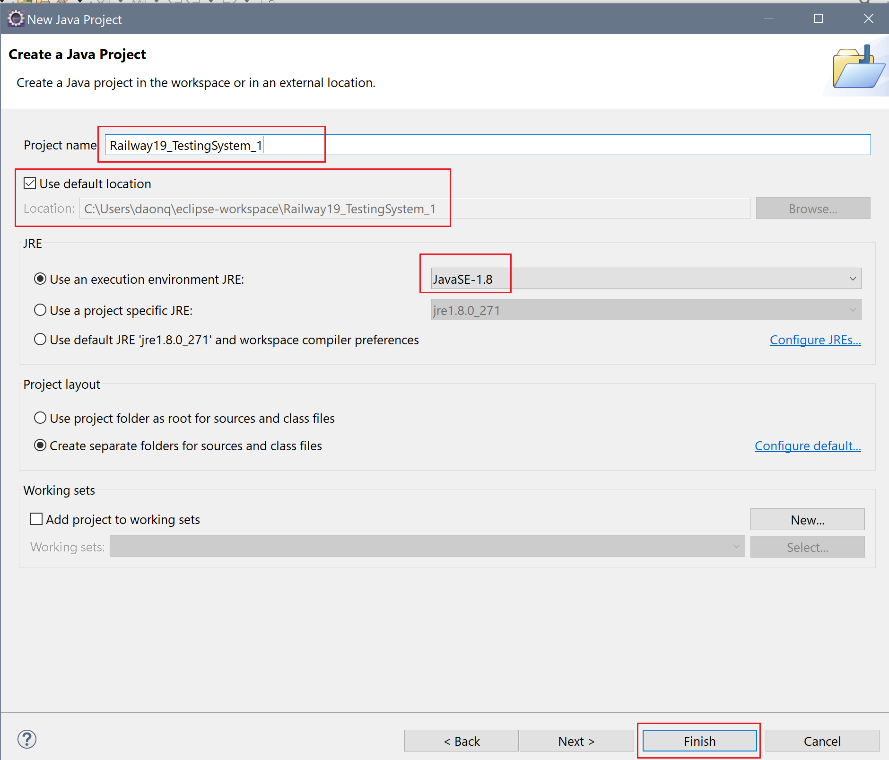 New Java Project
Create a Java Project
Create a Java project in the workspace or in an external location.
Project name
Railway19_TestingSystem_1
Use default location
Location: C:\Users\daonq\eclipse-workspace\Railway19_TestingSystem_1 Browse...
JRE
Use an execution environment JRE: JavaSE-1.8
Use a project specific JRE: jre1.8.0_271
Use default JRE 'jre1.8.0_271' and workspace compiler preferences Configure JREs...
Project layout
Use project folder as root for sources and class files
Create separate folders for sources and class files Configure default...
Working sets
Add project to working sets New...
Working sets: Select...
? < Back Next > Finish Cancel